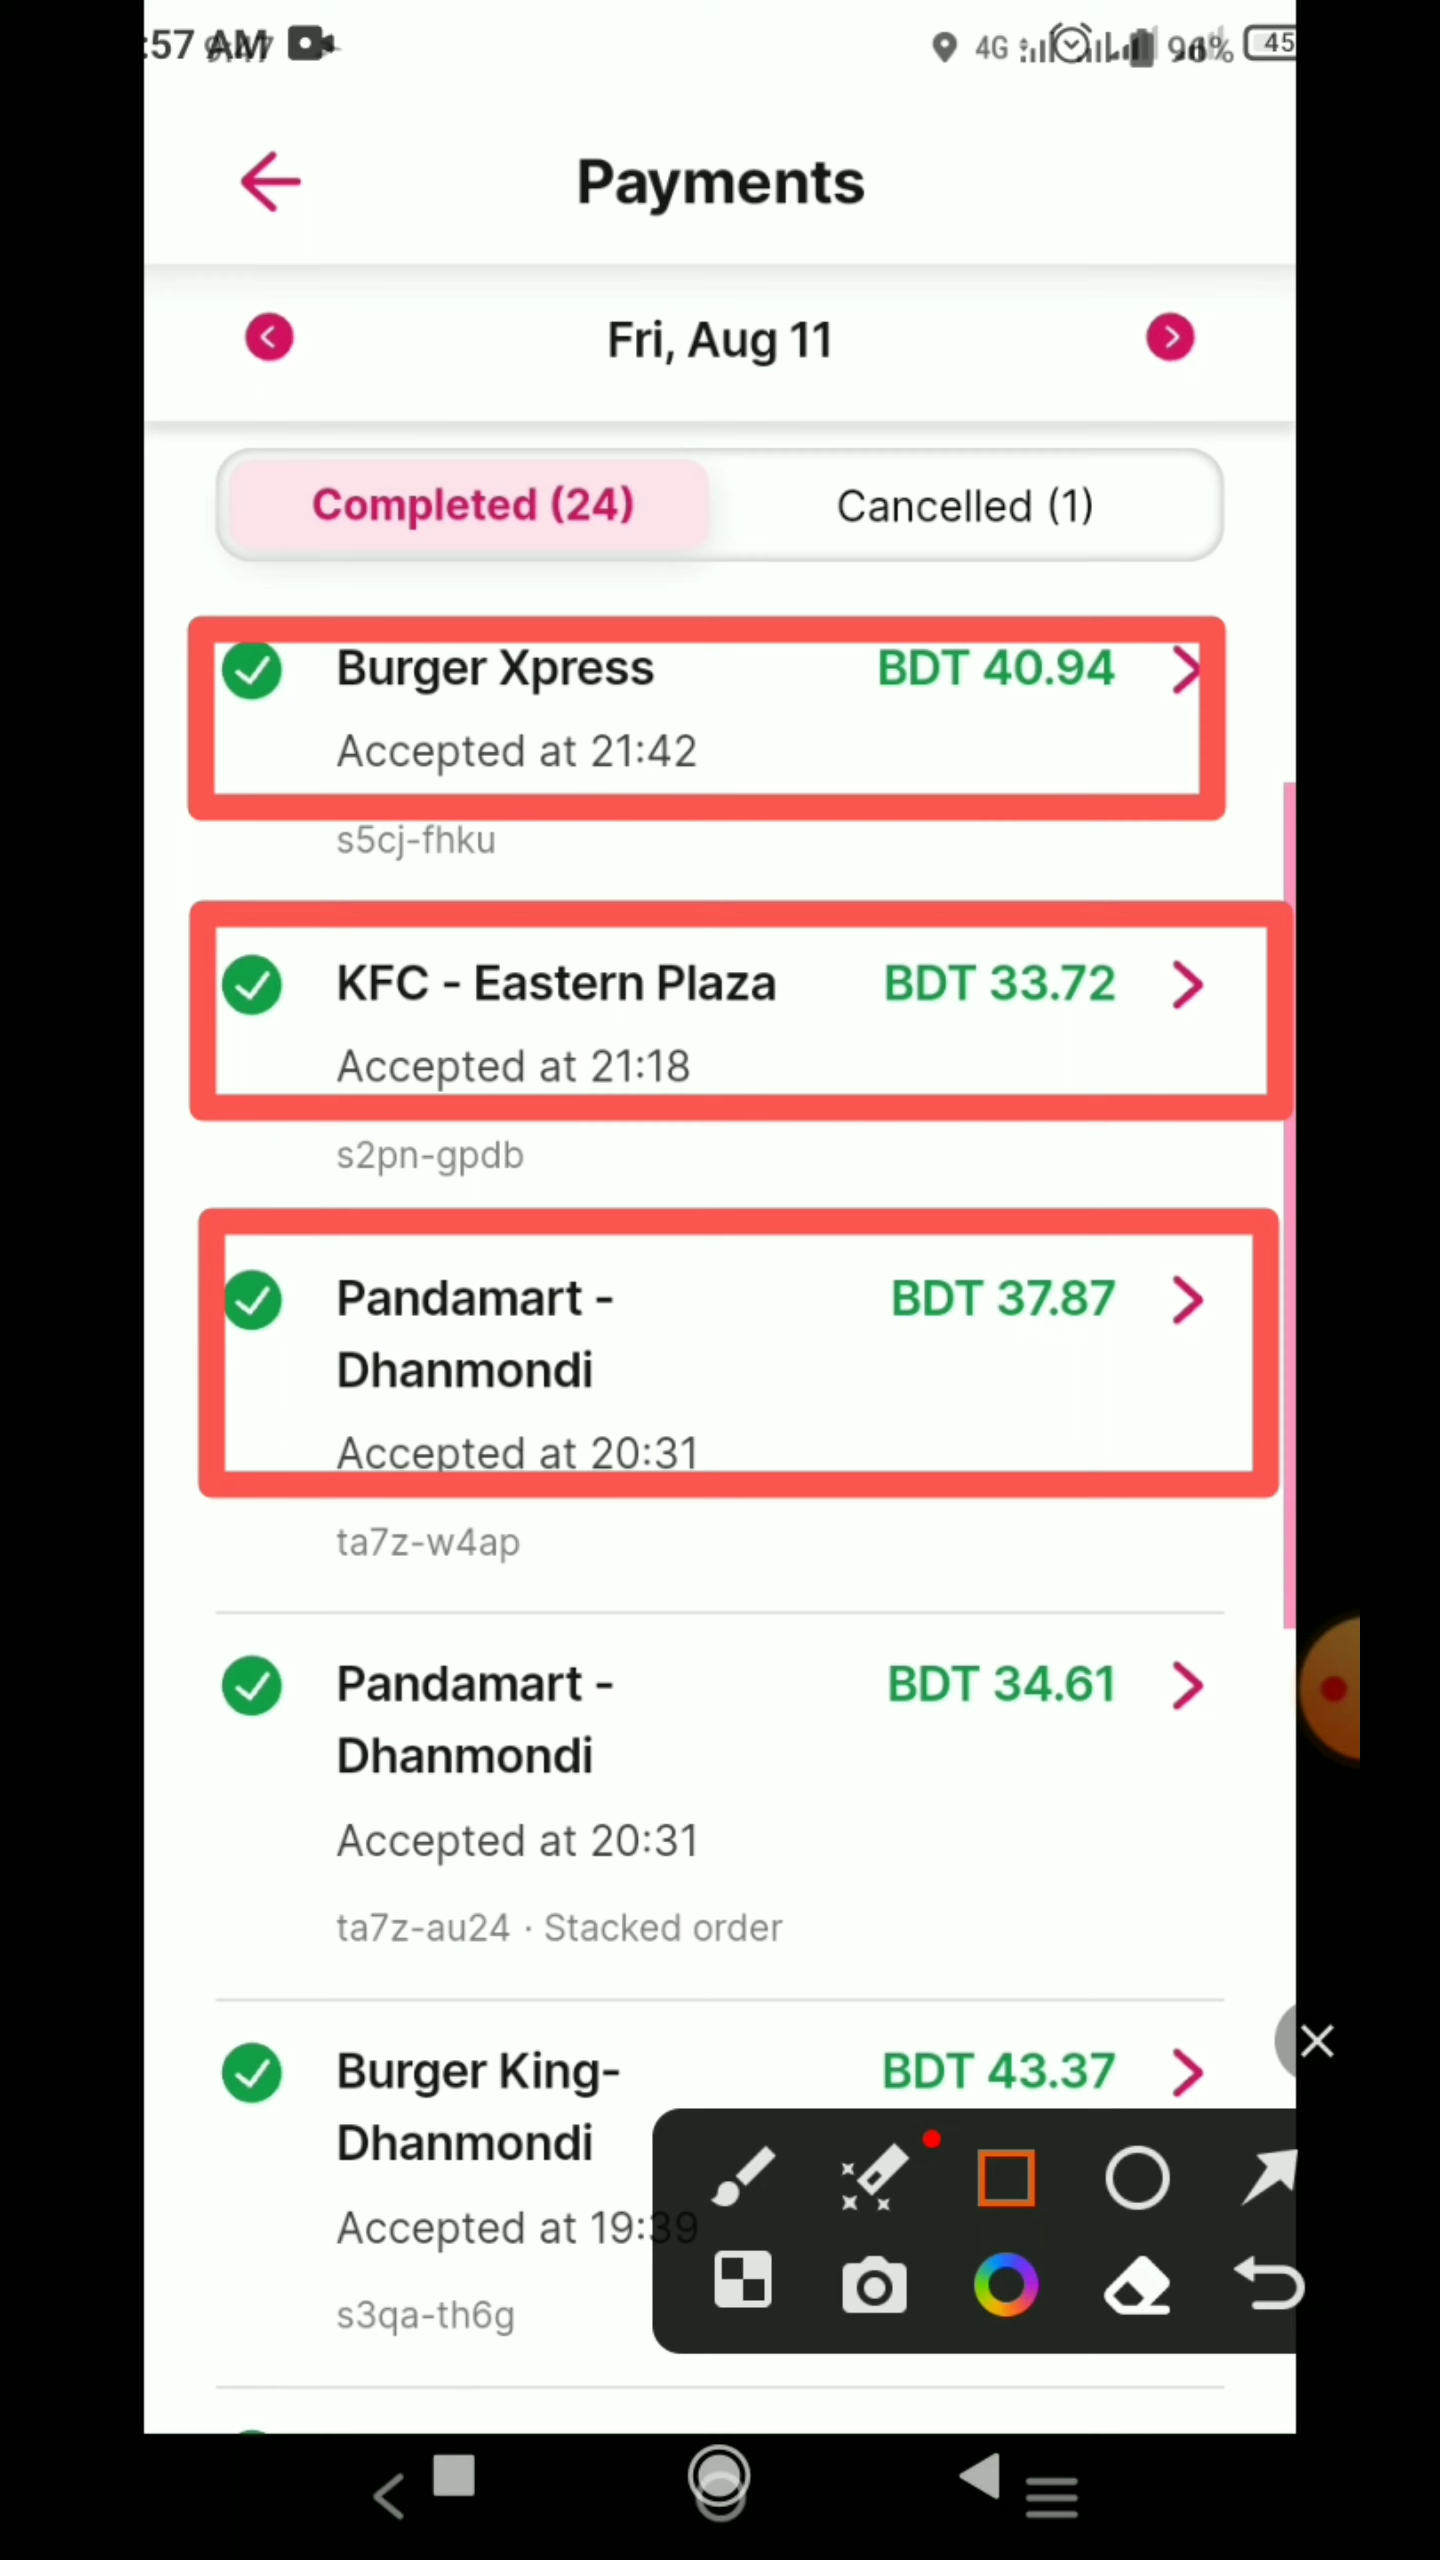 :57 AM
4G
45
Payments
Fri, Aug 11
Completed (24)
Cancelled (1)
Burger Xpress
BDT 40.94
Accepted at 21:42
s5cj-fhku
KFC - Eastern Plaza
BDT 33.72
Accepted at 21:18
s2pn-gpdb
Pandamart -
BDT 37.87
Dhanmondi
Accepted at 20:31
ta7z-w4ap
Pandamart -
BDT 34.61
Dhanmondi
Accepted at 20:31
ta7z-au24 · Stacked order
Burger King-
BDT 43.37
Dhanmondi
Accepted at 19:39
s3qa-th6g